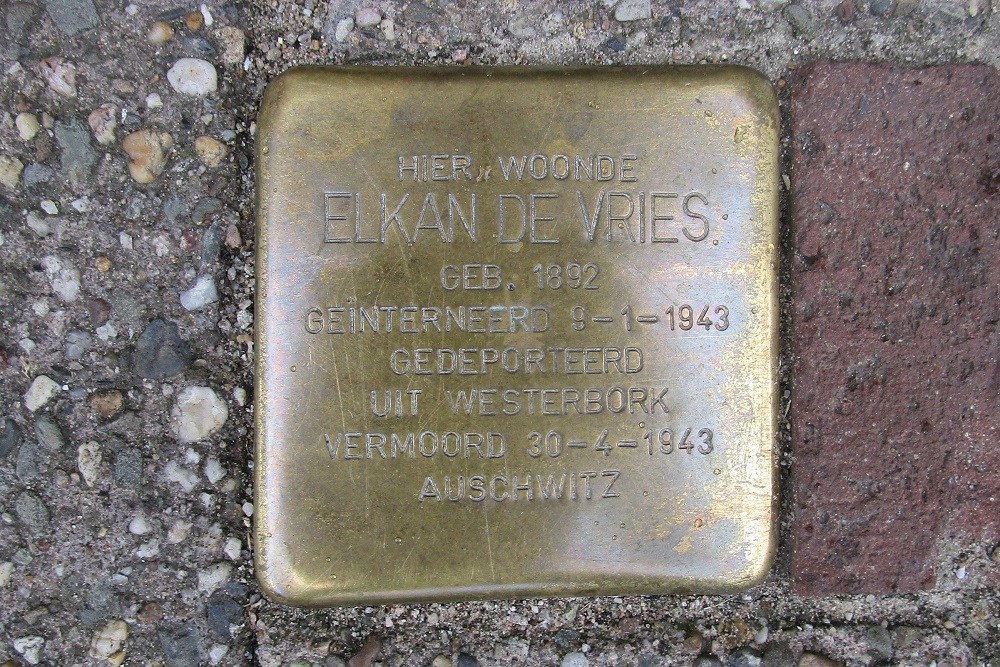 HIER WOONDE
ELKAN DE VRIES
GEB. 1892
GEÏNTERNEERD 9-1-1943
GEDEPORTEERD
UIT WESTERBORK
VERMOORD 30-4-1943
AUSCHWITZ